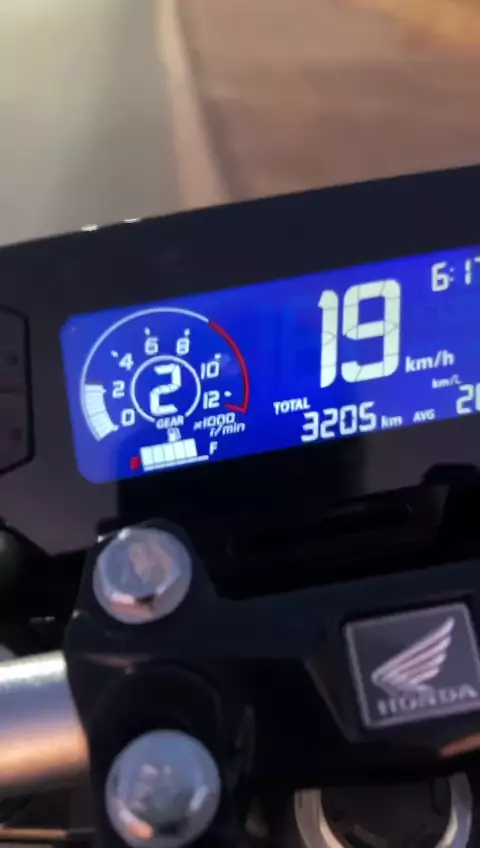 6:17
19 km/h
km/L
TOTAL
3205 km AVG
6 8
4 10
2 2 12
0 GEAR x1000
r/min
E F
HONDA